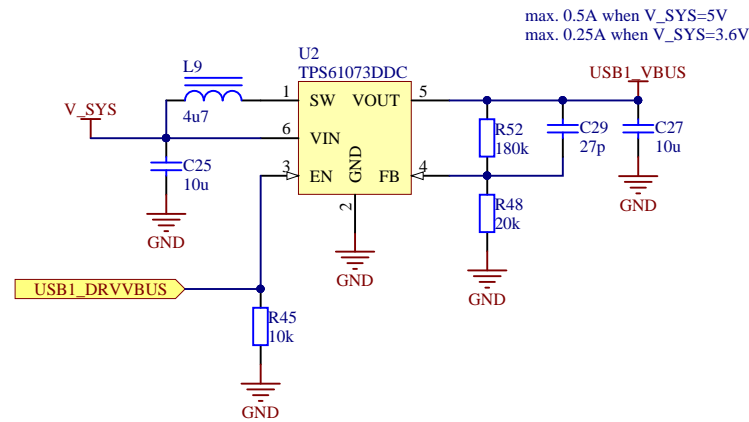 max. 0.5A when V_SYS=5V
max. 0.25A when V_SYS=3.6V
U2
TPS61073DDC
L9
4u7
V_SYS
USB1_VBUS
1 SW VOUT 5
6 VIN
3 EN GND FB 4
2
C25
10u
R52
180k
C29
27p
C27
10u
R48
20k
GND
GND
GND
GND
USB1_DRVVBUS
R45
10k
GND